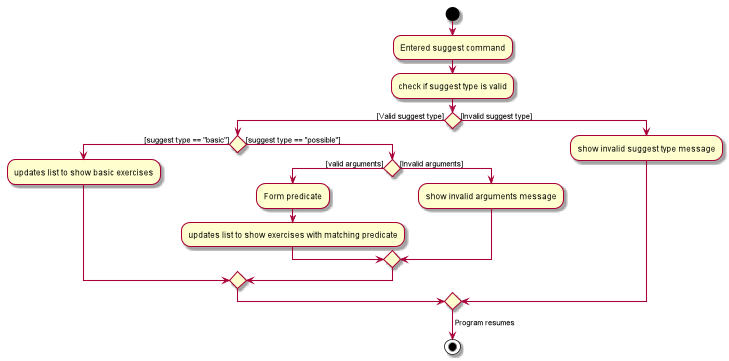 Entered suggest command
check if suggest type is valid
[Valid suggest type]
[Invalid suggest type]
[suggest type == "basic"]
[suggest type == "possible"]
show invalid suggest type message
updates list to show basic exercises
[valid arguments]
[Invalid arguments]
Form predicate
show invalid arguments message
updates list to show exercises with matching predicate
Program resumes